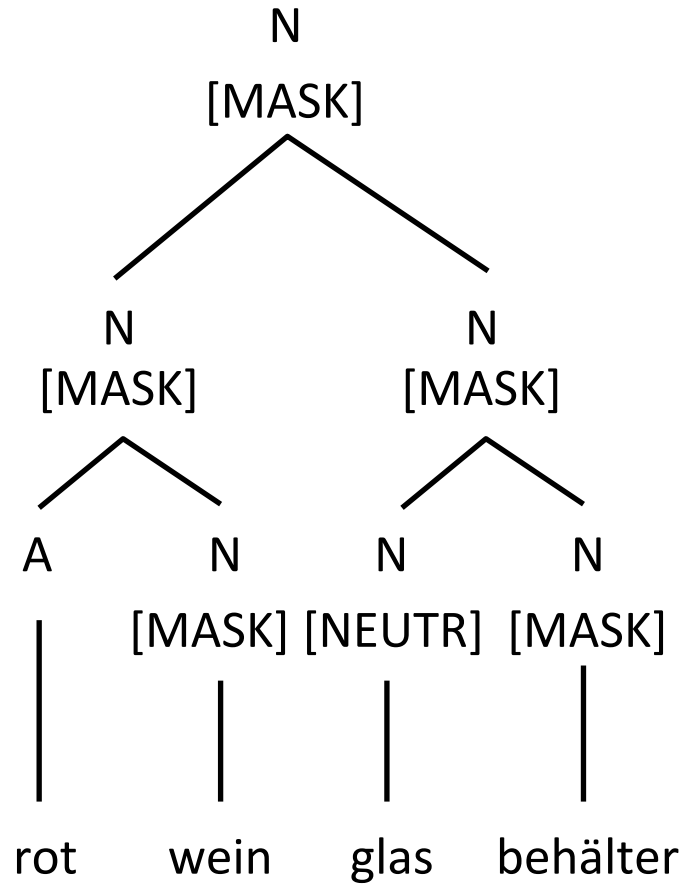 N
[MASK]
N N
[MASK] [MASK]
A N N N
[MASK] [NEUTR] [MASK]
rot wein glas behälter